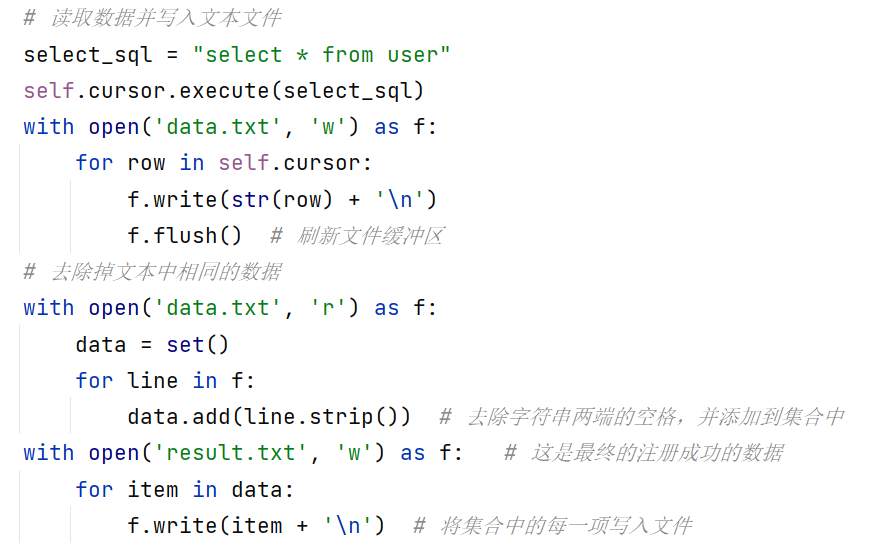 # 读取数据并写入文本文件
select_sql = "select * from user"
self.cursor.execute(select_sql)
with open('data.txt', 'w') as f:
    for row in self.cursor:
        f.write(str(row) + '\n')
        f.flush()  # 刷新文件缓冲区
# 去除掉文本中相同的数据
with open('data.txt', 'r') as f:
    data = set()
    for line in f:
        data.add(line.strip())  # 去除字符串两端的空格，并添加到集合中
with open('result.txt', 'w') as f:   # 这是最终的注册成功的数据
    for item in data:
        f.write(item + '\n')  # 将集合中的每一项写入文件